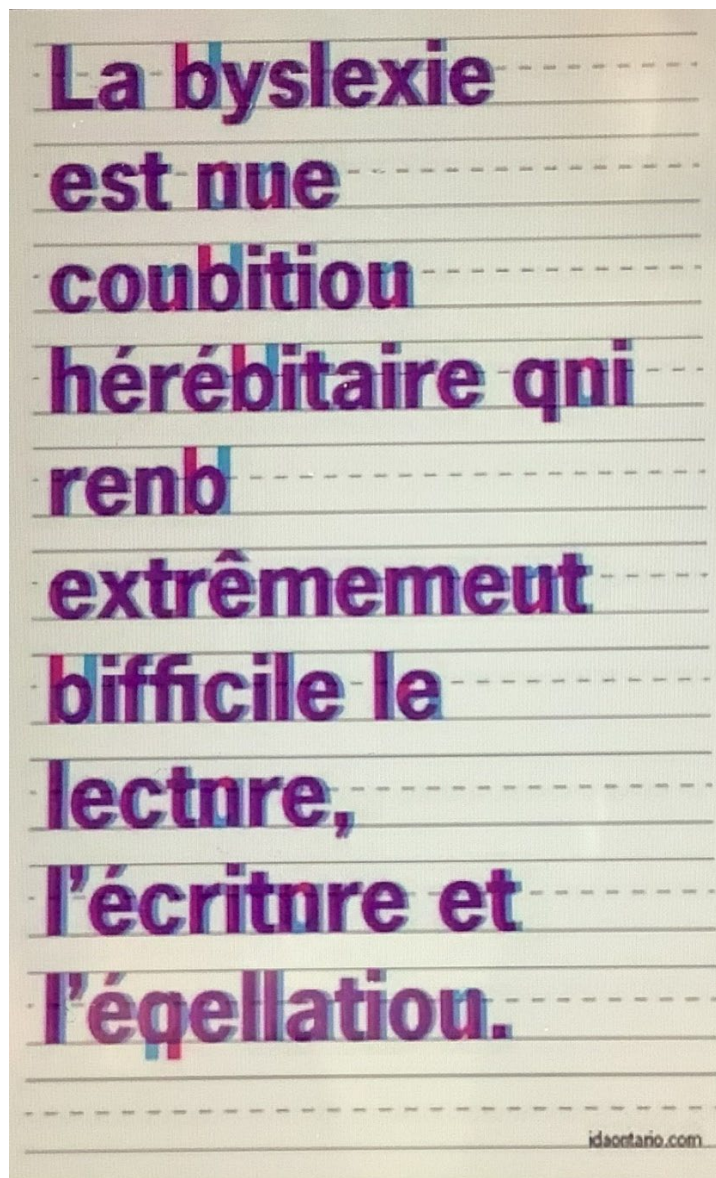 La byslexie
est nue
coubitiou
hérébitaire qni
renb
extrêmemeut
bifficile le
lectnre,
l'écritnre et
l'éqellatiou.
idaontario.com